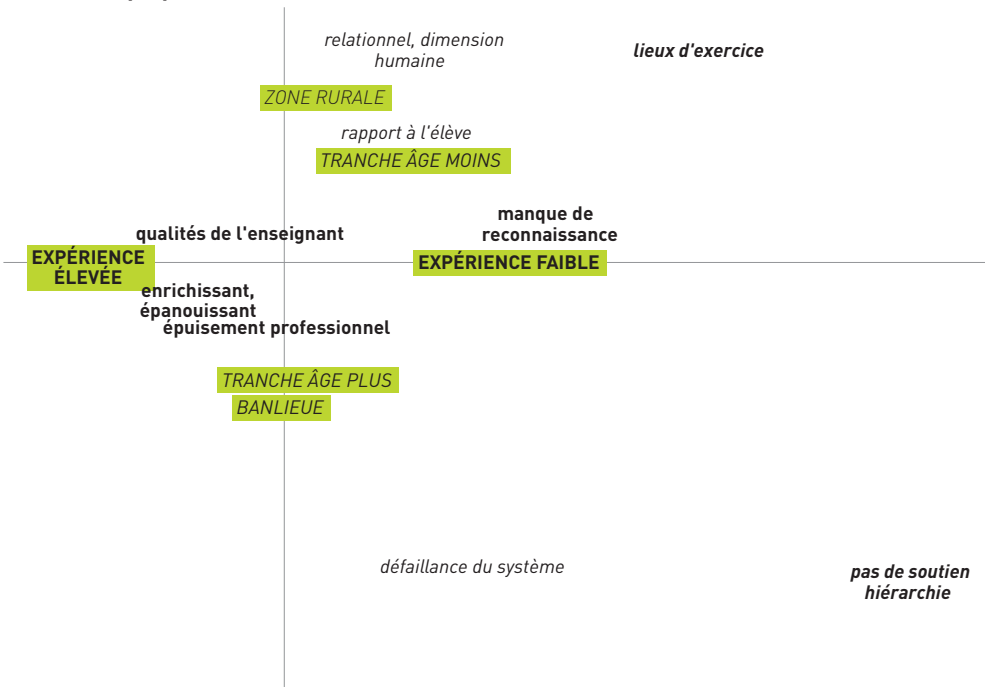 relationnel, dimension
humaine
lieux d'exercice
ZONE RURALE
rapport à l'élève
TRANCHE ÂGE MOINS
manque de
reconnaissance
qualités de l'enseignant
EXPÉRIENCE
ÉLEVÉE
EXPÉRIENCE FAIBLE
enrichissant,
épanouissant
épuisement professionnel
TRANCHE ÂGE PLUS
BANLIEUE
défaillance du système
pas de soutien
hiérarchie